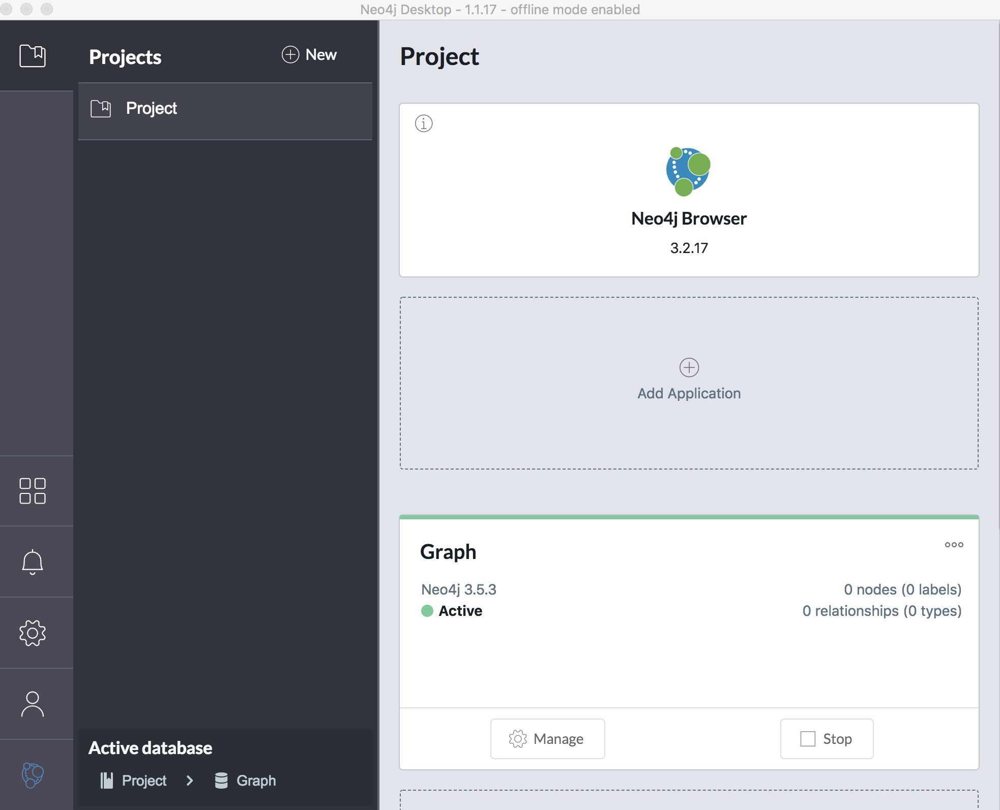 Neo4j Desktop - 1.1.17 - offline mode enabled
Projects
New
Project
Project
Neo4j Browser
3.2.17
Add Application
Graph
Neo4j 3.5.3
0 nodes (0 labels)
Active
0 relationships (0 types)
Manage
Stop
Active database
Project > Graph